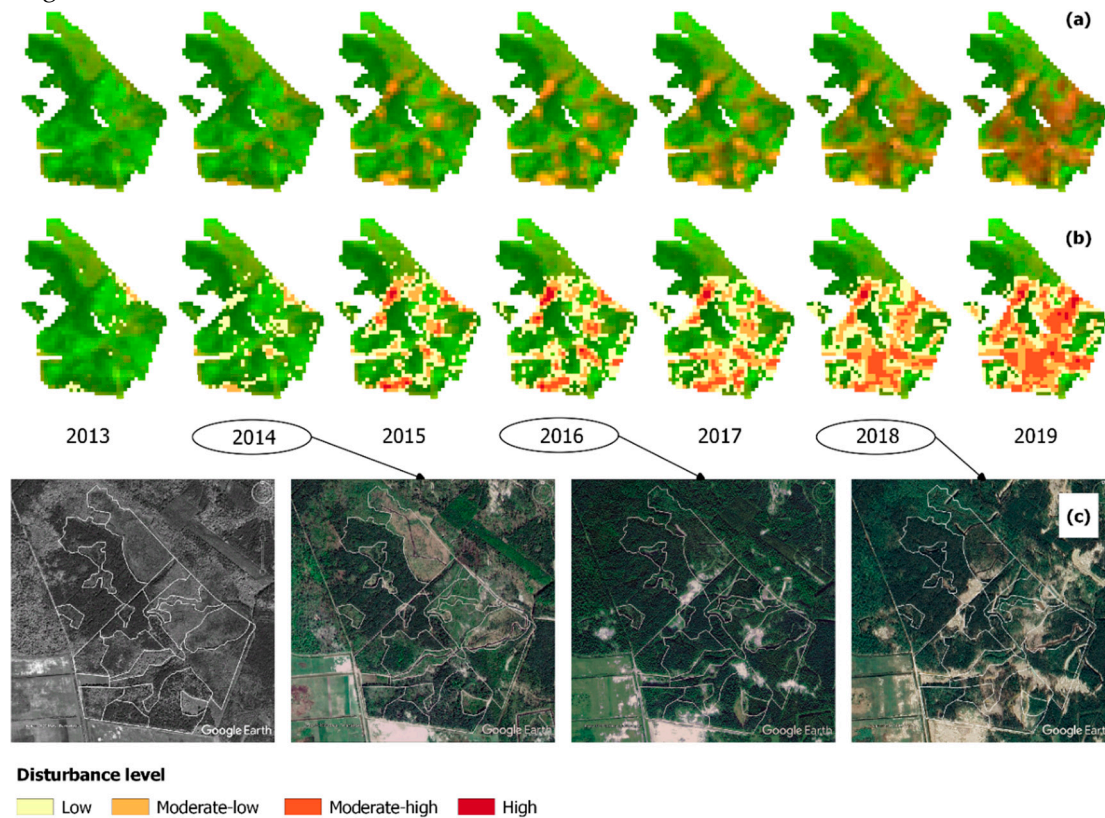 (a)
(b)
2013 2014 2015 2016 2017 2018 2019
(c)
Google Earth Google Earth Google Earth Google Earth
Disturbance level
Low Moderate-low Moderate-high High